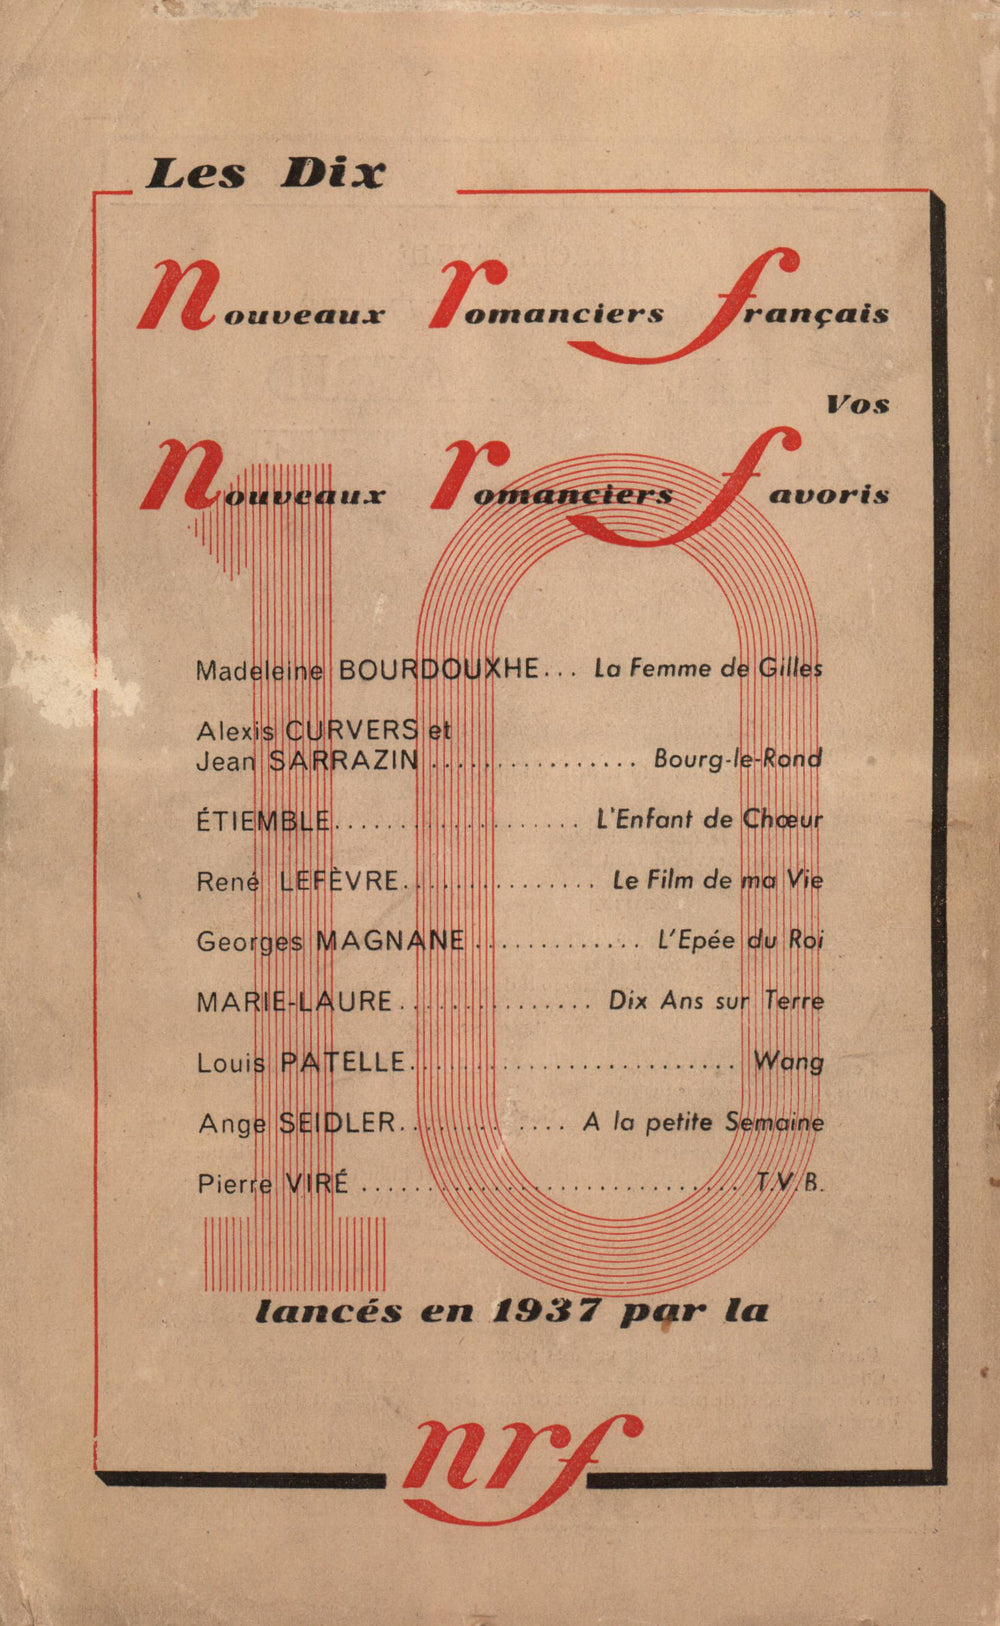 Les Dix
Nouveaux romanciers français
Vos
Nouveaux romanciers favoris
10
Madeleine BOURDOUXHE... La Femme de Gilles
Alexis CURVERS et
Jean SARRAZIN ................ Bourg-le-Rond
ÉTIEMBLE................... L'Enfant de Chœur
René LEFÈVRE............... Le Film de ma Vie
Georges MAGNANE ............. L'Epée du Roi
MARIE-LAURE............... Dix Ans sur Terre
Louis PATELLE......................... Wang
Ange SEIDLER............. A la petite Semaine
Pierre VIRÉ ............................. T.V.B.
lancés en 1937 par la
nrf